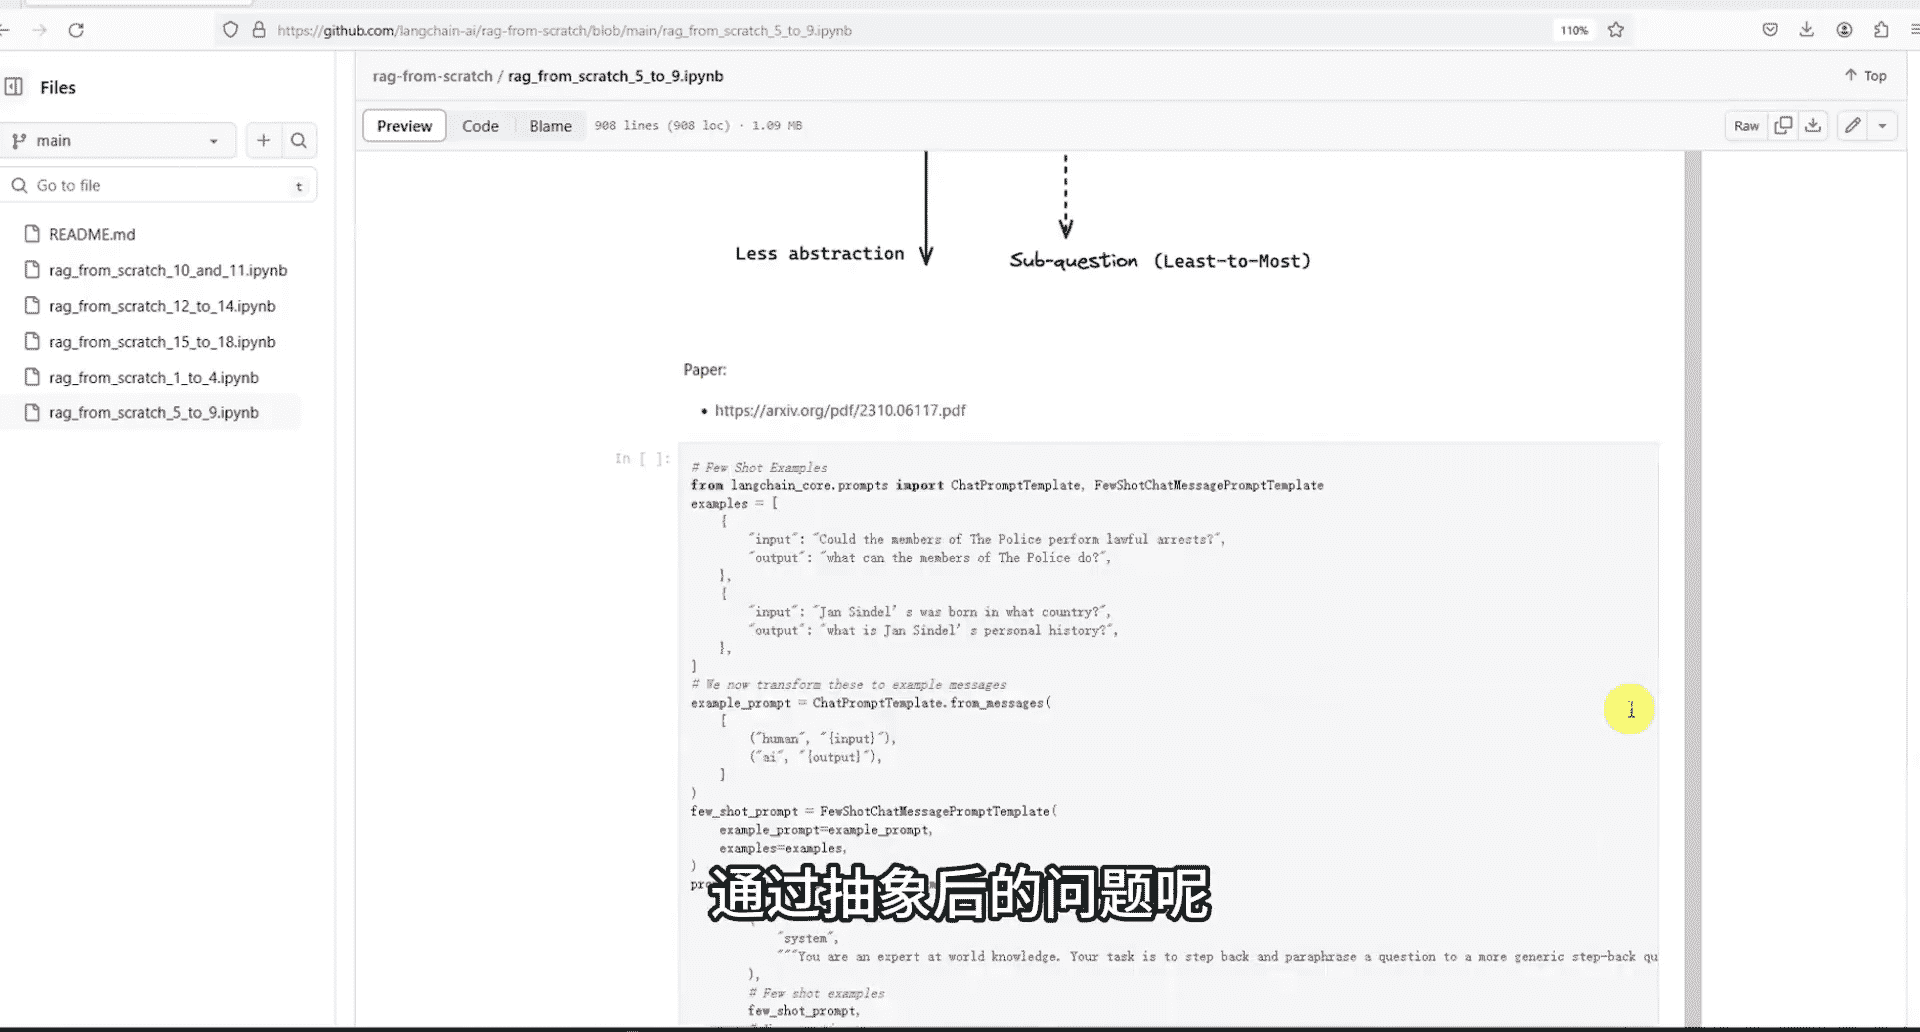 https://github.com/langchain-ai/rag-from-scratch/blob/main/rag_from_scratch_5_to_9.ipynb
110%
Files
rag-from-scratch / rag_from_scratch_5_to_9.ipynb
Top
main
Preview
Code
Blame
908 lines (908 loc) · 1.09 MB
Raw
Go to file
t
README.md
rag_from_scratch_10_and_11.ipynb
rag_from_scratch_12_to_14.ipynb
rag_from_scratch_15_to_18.ipynb
rag_from_scratch_1_to_4.ipynb
rag_from_scratch_5_to_9.ipynb
Less abstraction
Sub-question (Least-to-Most)
Paper:
• https://arxiv.org/pdf/2310.06117.pdf
In [ ]:
# Few Shot Examples
from langchain_core.prompts import ChatPromptTemplate, FewShotChatMessagePromptTemplate
examples = [
{
"input": "Could the members of The Police perform lawful arrests?",
"output": "what can the members of The Police do?",
},
{
"input": "Jan Sindel’s was born in what country?",
"output": "what is Jan Sindel’s personal history?",
},
]
# We now transform these to example messages
example_prompt = ChatPromptTemplate.from_messages(
[
("human", "{input}"),
("ai", "{output}"),
]
)
few_shot_prompt = FewShotChatMessagePromptTemplate(
example_prompt=example_prompt,
examples=examples,
)
通过抽象后的问题呢
"system",
"""You are an expert at world knowledge. Your task is to step back and paraphrase a question to a more generic step-back qu
),
# Few shot examples
few_shot_prompt,